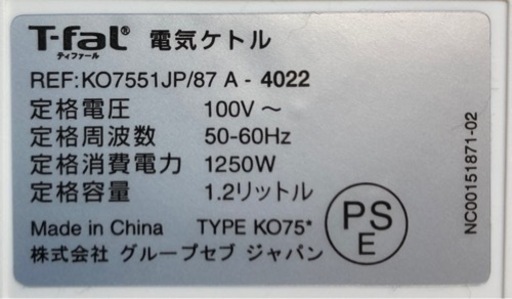 T-fal® 電気ケトル
ティファール
REF:KO7551JP/87 A - 4022
定格電圧 100V～
定格周波数 50-60Hz
定格消費電力 1250W
定格容量 1.2リットル
Made in China TYPE KO75*
株式会社 グループセブ ジャパン
PS
E
NC00151871-02